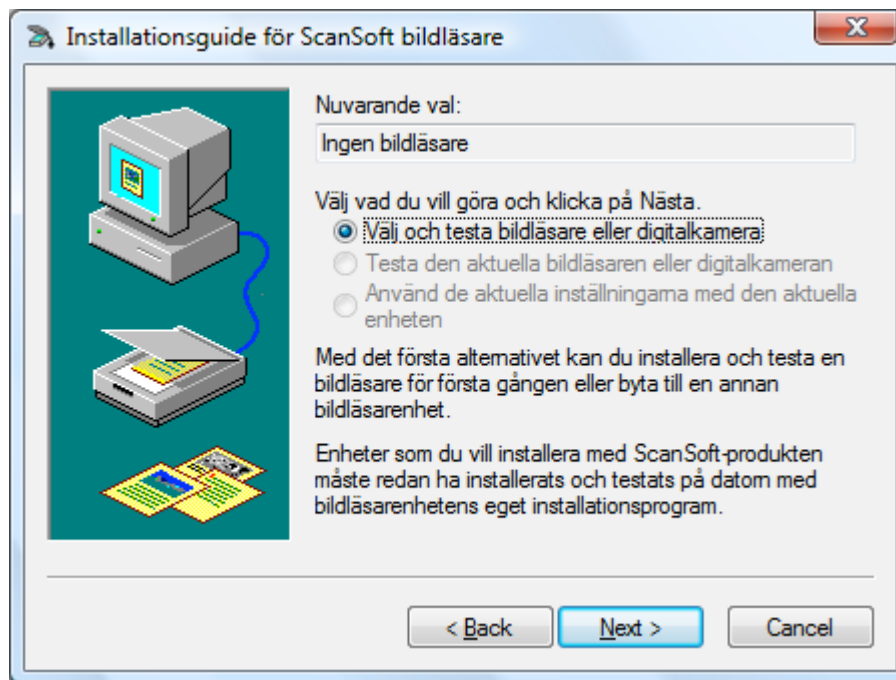 Installationsguide för ScanSoft bildläsare
Nuvarande val:
Ingen bildläsare
Välj vad du vill göra och klicka på Nästa.
Välj och testa bildläsare eller digitalkamera
Testa den aktuella bildläsaren eller digitalkameran
Använd de aktuella inställningarna med den aktuella
enheten
Med det första alternativet kan du installera och testa en
bildläsare för första gången eller byta till en annan
bildläsarenhet.
Enheter som du vill installera med ScanSoft-produkten
måste redan ha installerats och testats på datorn med
bildläsarenhetens eget installationsprogram.
< Back
Next >
Cancel